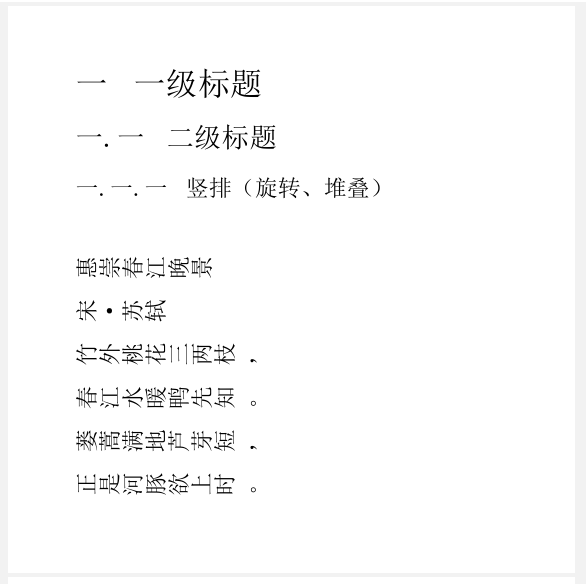 一 一级标题
一.一 二级标题
一.一.一 竖排（旋转、堆叠）
惠崇春江晚景
宋·苏轼
竹外桃花三两枝，
春江水暖鸭先知。
蒌蒿满地芦芽短，
正是河豚欲上时。